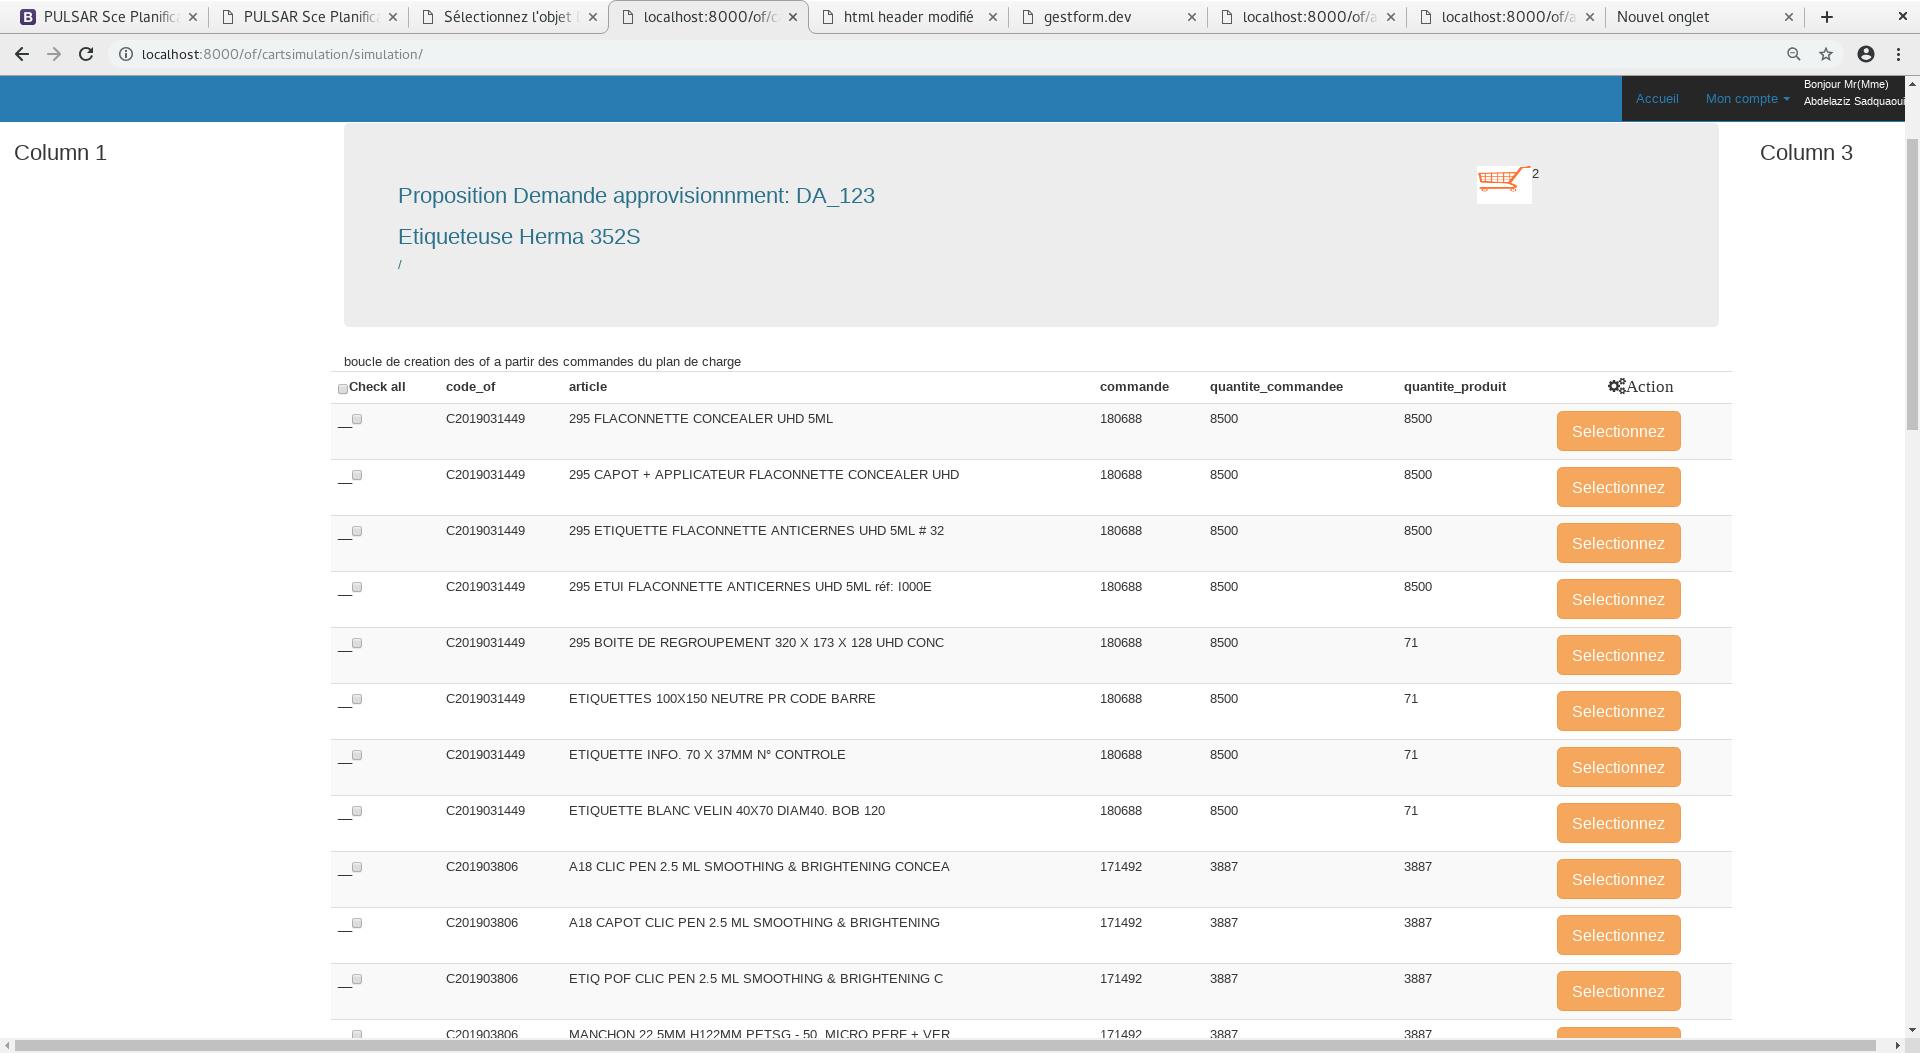 PULSAR Sce Planific
PULSAR Sce Planific
Sélectionnez l'objet
localhost:8000/of/c
html header modifié
gestform.dev
localhost:8000/of/a
localhost:8000/of/a
Nouvel onglet
localhost:8000/of/cartsimulation/simulation/
Accueil
Mon compte
Bonjour Mr(Mme)
Abdelaziz Sadquaoui
Column 1
Column 3
Proposition Demande approvisionnment: DA_123
2
Etiqueteuse Herma 352S
/
boucle de creation des of a partir des commandes du plan de charge
Check all code_of article commande quantite_commandee quantite_produit Action
__ C2019031449 295 FLACONNETTE CONCEALER UHD 5ML 180688 8500 8500 Selectionnez
__ C2019031449 295 CAPOT + APPLICATEUR FLACONNETTE CONCEALER UHD 180688 8500 8500 Selectionnez
__ C2019031449 295 ETIQUETTE FLACONNETTE ANTICERNES UHD 5ML # 32 180688 8500 8500 Selectionnez
__ C2019031449 295 ETUI FLACONNETTE ANTICERNES UHD 5ML réf: I000E 180688 8500 8500 Selectionnez
__ C2019031449 295 BOITE DE REGROUPEMENT 320 X 173 X 128 UHD CONC 180688 8500 71 Selectionnez
__ C2019031449 ETIQUETTES 100X150 NEUTRE PR CODE BARRE 180688 8500 71 Selectionnez
__ C2019031449 ETIQUETTE INFO. 70 X 37MM N° CONTROLE 180688 8500 71 Selectionnez
__ C2019031449 ETIQUETTE BLANC VELIN 40X70 DIAM40. BOB 120 180688 8500 71 Selectionnez
__ C201903806 A18 CLIC PEN 2.5 ML SMOOTHING & BRIGHTENING CONCEA 171492 3887 3887 Selectionnez
__ C201903806 A18 CAPOT CLIC PEN 2.5 ML SMOOTHING & BRIGHTENING 171492 3887 3887 Selectionnez
__ C201903806 ETIQ POF CLIC PEN 2.5 ML SMOOTHING & BRIGHTENING C 171492 3887 3887 Selectionnez
C201903806 MANCHON 22.5MM H122MM PETSG - 50. MICRO PERF + VER 171492 3887 3887